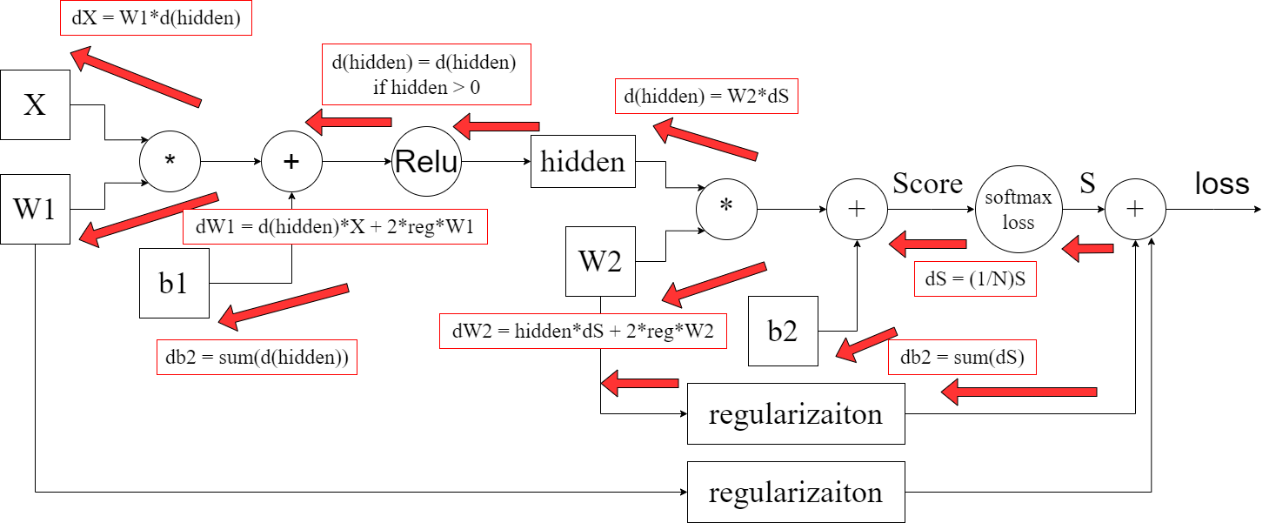 dX = W1*d(hidden)
d(hidden) = d(hidden)
if hidden > 0
d(hidden) = W2*dS
X
*
+
Relu
hidden
W1
dW1 = d(hidden)*X + 2*reg*W1
*
+
Score
softmax
loss
S
+
loss
b1
W2
dS = (1/N)S
dW2 = hidden*dS + 2*reg*W2
b2
db2 = sum(d(hidden))
db2 = sum(dS)
regularizaiton
regularizaiton